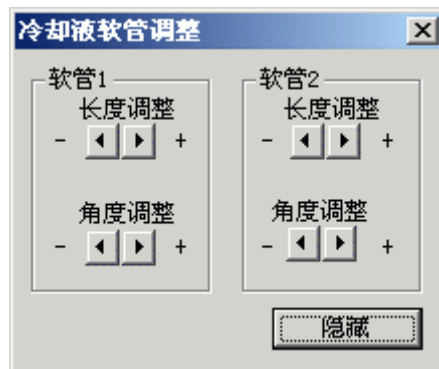 冷却液软管调整
软管1
长度调整
- +
角度调整
- +
软管2
长度调整
- +
角度调整
- +
隐藏